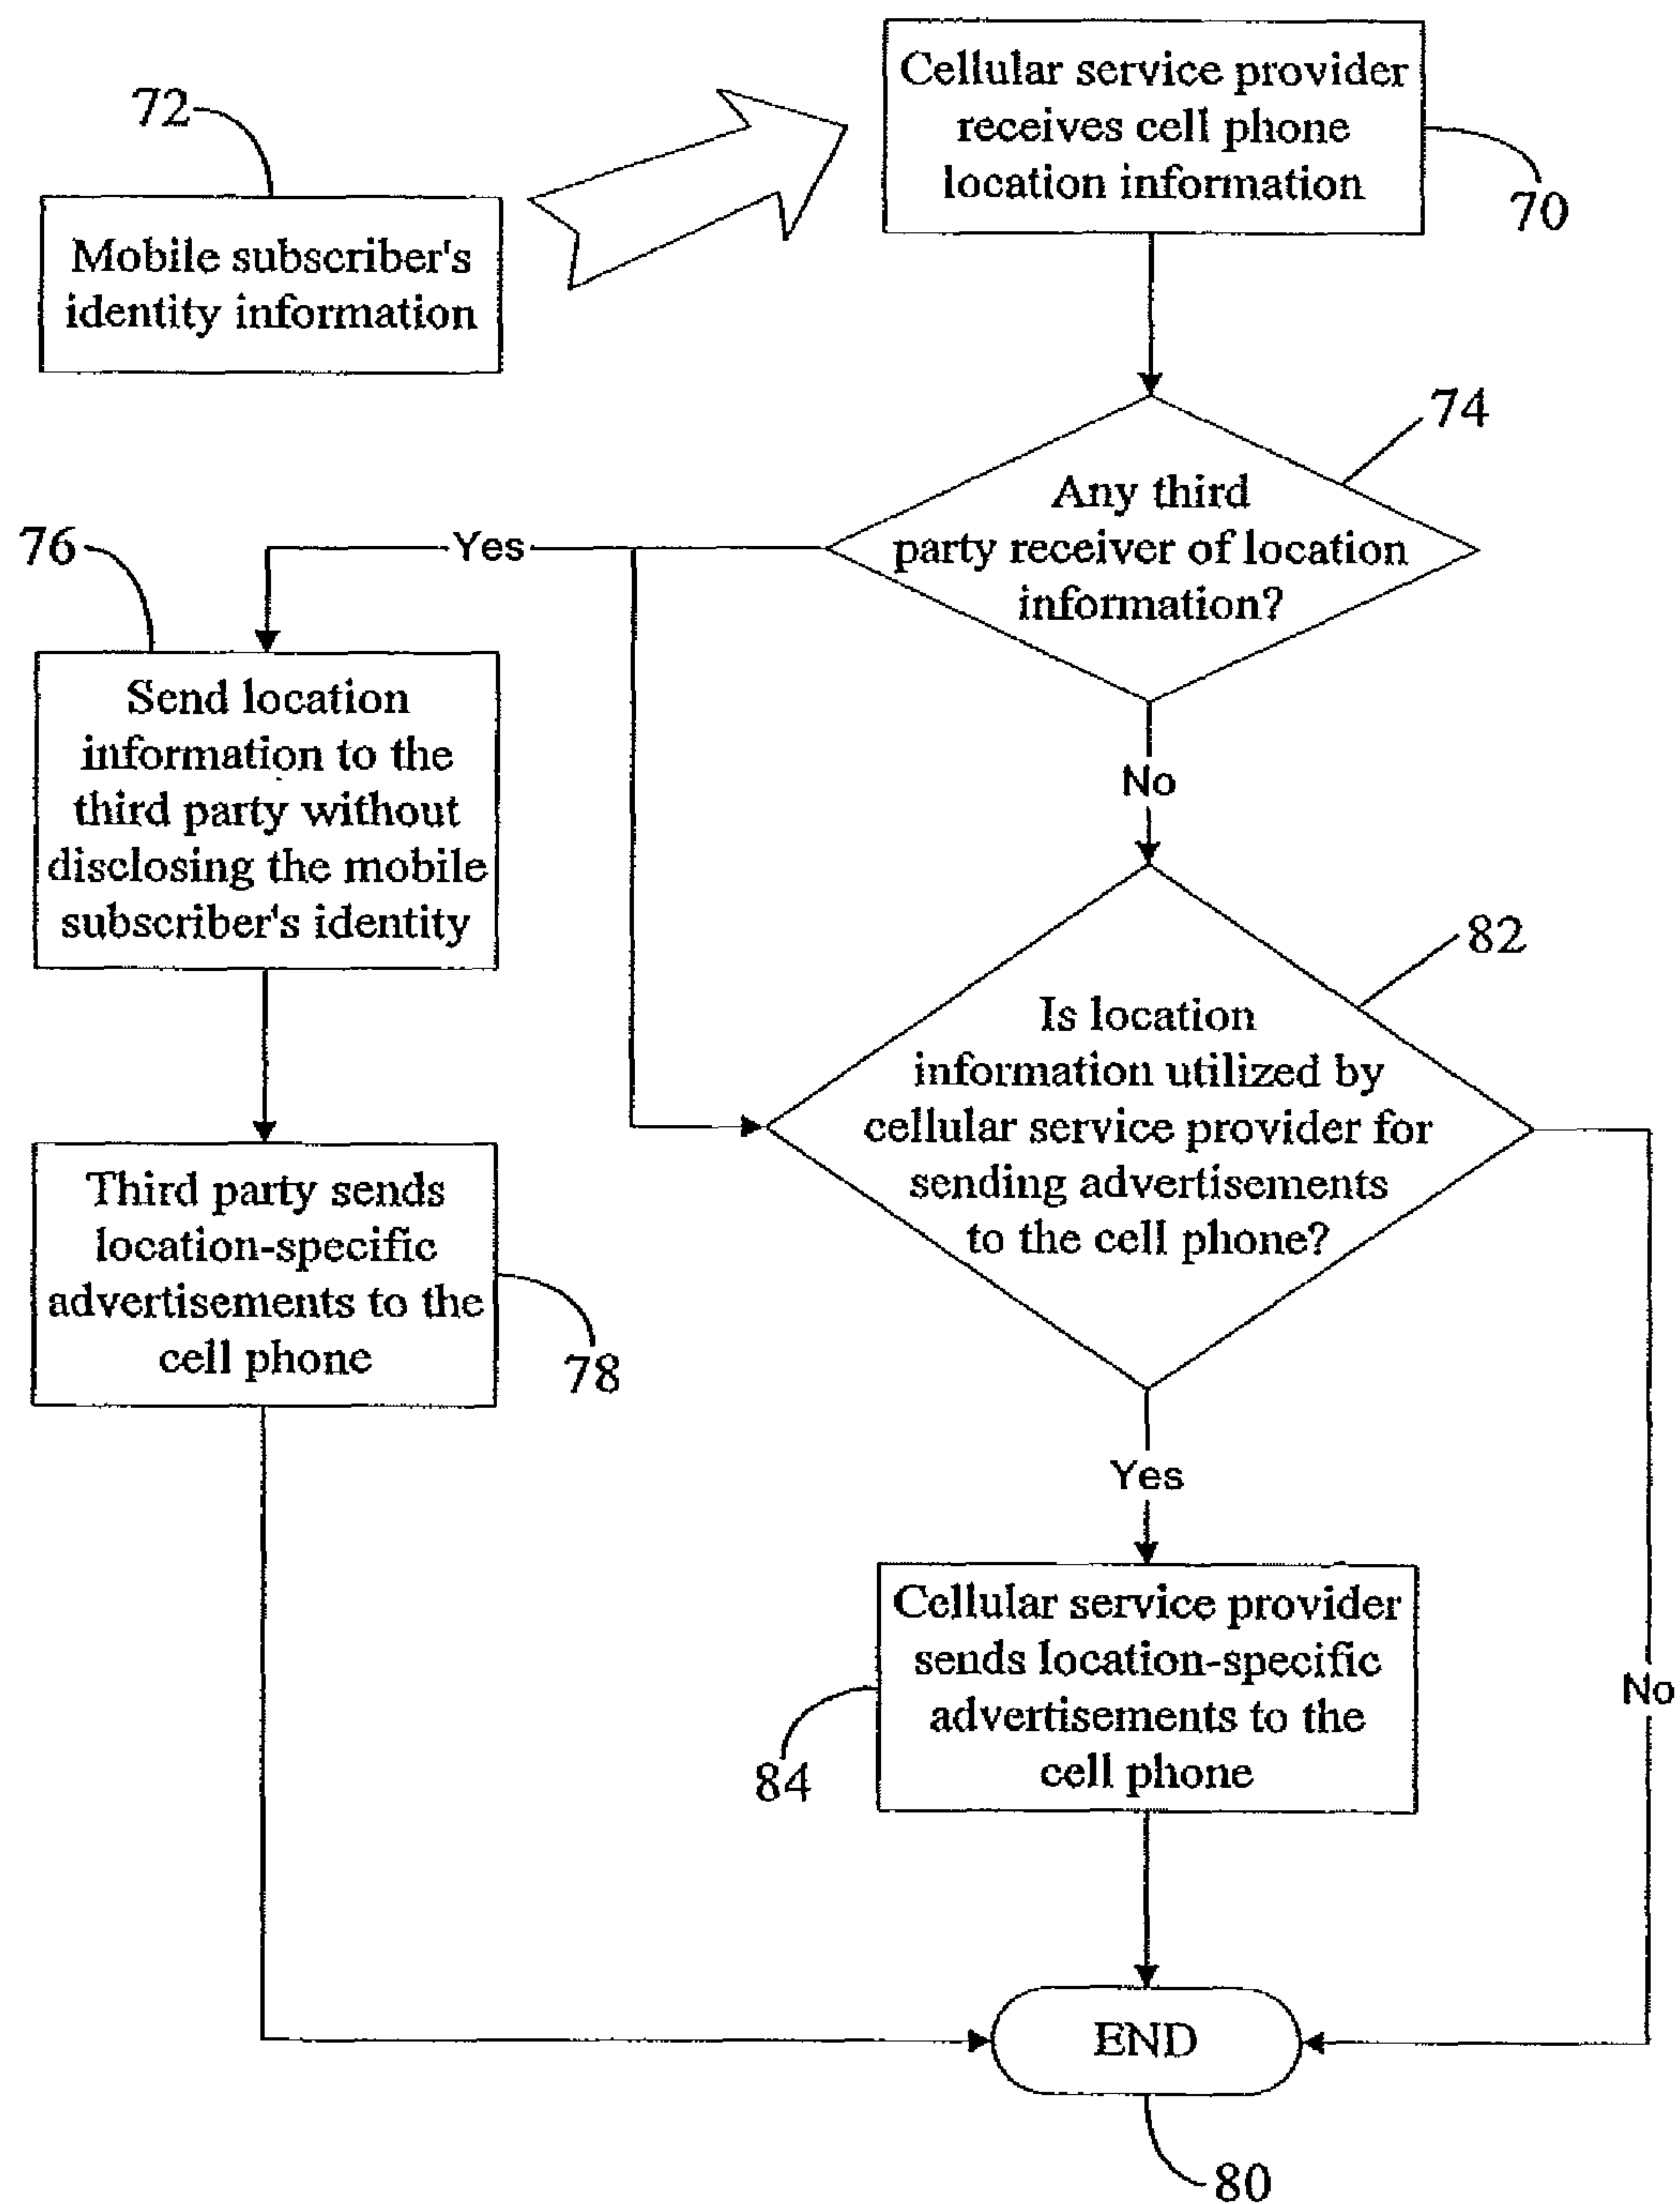 Cellular service provider
receives cell phone
location information
70
72
Mobile subscriber's
identity information
74
Any third
party receiver of location
information?
Yes
76
Send location
information to the
third party without
disclosing the mobile
subscriber's identity
No
82
Is location
information utilized by
cellular service provider for
sending advertisements
to the cell phone?
Third party sends
location-specific
advertisements to the
cell phone
78
Yes
Cellular service provider
sends location-specific
advertisements to the
cell phone
84
No
END
80